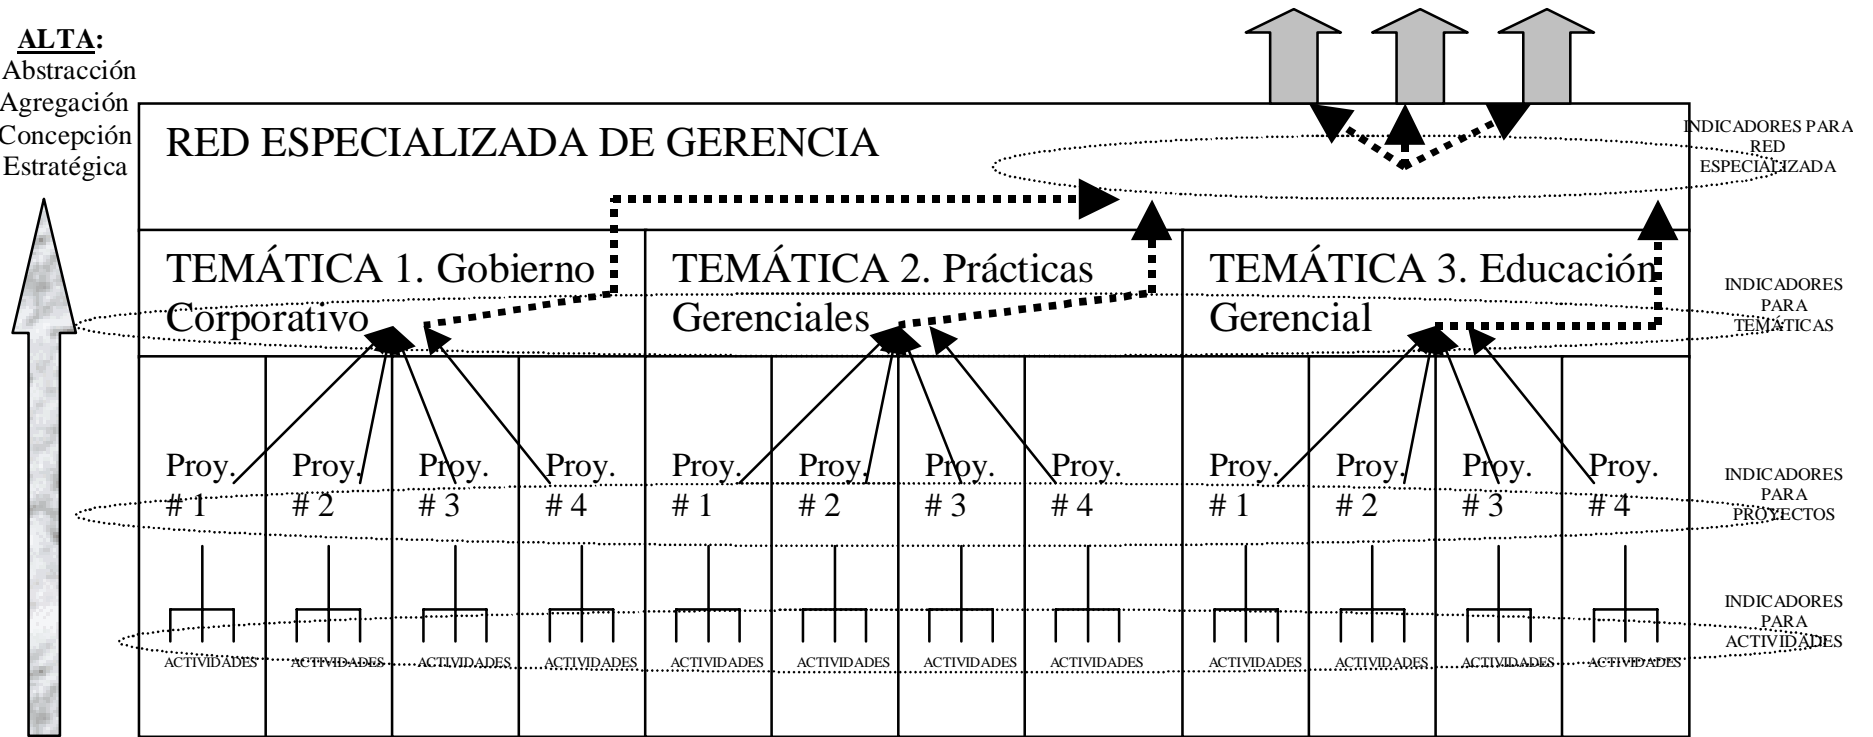 ALTA:
Abstracción
Agregación
Concepción
Estratégica
RED ESPECIALIZADA DE GERENCIA
INDICADORES PARA
RED
ESPECIALIZADA
TEMÁTICA 1. Gobierno
Corporativo
TEMÁTICA 2. Prácticas
Gerenciales
TEMÁTICA 3. Educación
Gerencial
INDICADORES
PARA
TEMÁTICAS
Proy.
# 1
Proy.
# 2
Proy.
# 3
Proy.
# 4
Proy.
# 1
Proy.
# 2
Proy.
# 3
Proy.
# 4
Proy.
# 1
Proy.
# 2
Proy.
# 3
Proy.
# 4
INDICADORES
PARA
PROYECTOS
ACTIVIDADES
ACTIVIDADES
ACTIVIDADES
ACTIVIDADES
ACTIVIDADES
ACTIVIDADES
ACTIVIDADES
ACTIVIDADES
ACTIVIDADES
ACTIVIDADES
ACTIVIDADES
ACTIVIDADES
INDICADORES
PARA
ACTIVIDADES